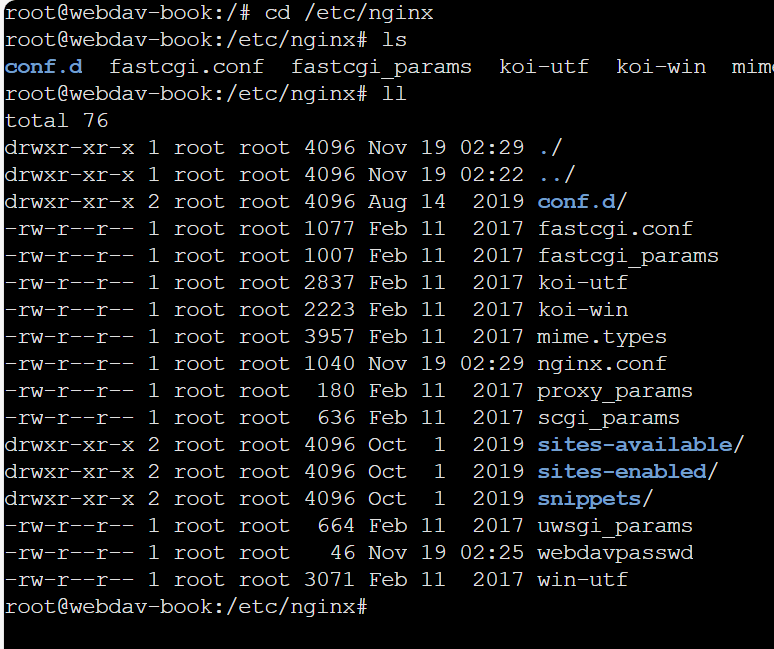 root@webdav-book:/# cd /etc/nginx
root@webdav-book:/etc/nginx# ls
conf.d  fastcgi.conf  fastcgi_params  koi-utf  koi-win
root@webdav-book:/etc/nginx# ll
total 76
drwxr-xr-x 1 root root 4096 Nov 19 02:29 ./
drwxr-xr-x 1 root root 4096 Nov 19 02:22 ../
drwxr-xr-x 2 root root 4096 Aug 14  2019 conf.d/
-rw-r--r-- 1 root root 1077 Feb 11  2017 fastcgi.conf
-rw-r--r-- 1 root root 1007 Feb 11  2017 fastcgi_params
-rw-r--r-- 1 root root 2837 Feb 11  2017 koi-utf
-rw-r--r-- 1 root root 2223 Feb 11  2017 koi-win
-rw-r--r-- 1 root root 3957 Feb 11  2017 mime.types
-rw-r--r-- 1 root root 1040 Nov 19 02:29 nginx.conf
-rw-r--r-- 1 root root  180 Feb 11  2017 proxy_params
-rw-r--r-- 1 root root  636 Feb 11  2017 scgi_params
drwxr-xr-x 2 root root 4096 Oct  1  2019 sites-available/
drwxr-xr-x 2 root root 4096 Oct  1  2019 sites-enabled/
drwxr-xr-x 2 root root 4096 Oct  1  2019 snippets/
-rw-r--r-- 1 root root  664 Feb 11  2017 uwsgi_params
-rw-r--r-- 1 root root   46 Nov 19 02:25 webdavpasswd
-rw-r--r-- 1 root root 3071 Feb 11  2017 win-utf
root@webdav-book:/etc/nginx#